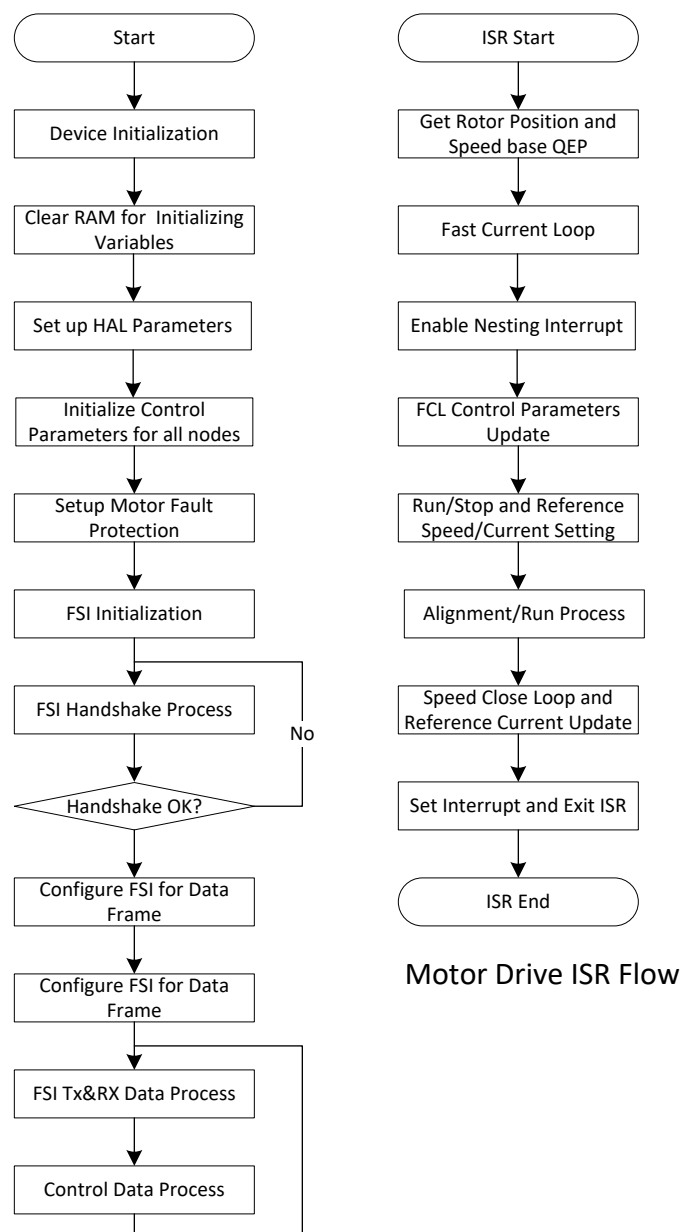 Start
Device Initialization
Clear RAM for Initializing
Variables
Set up HAL Parameters
Initialize Control
Parameters for all nodes
Setup Motor Fault
Protection
FSI Initialization
FSI Handshake Process
No
Handshake OK?
Configure FSI for Data
Frame
Configure FSI for Data
Frame
FSI Tx&RX Data Process
Control Data Process
ISR Start
Get Rotor Position and
Speed base QEP
Fast Current Loop
Enable Nesting Interrupt
FCL Control Parameters
Update
Run/Stop and Reference
Speed/Current Setting
Alignment/Run Process
Speed Close Loop and
Reference Current Update
Set Interrupt and Exit ISR
ISR End
Motor Drive ISR Flow